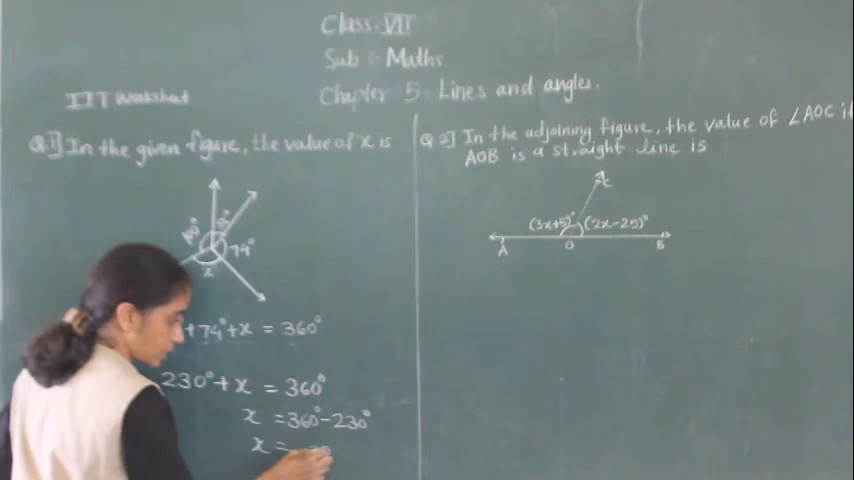 Class: VII
Sub : Maths
Chapter 5 Lines and angles.
III Worksheet
Q.1] In the given figure, the value of x is
74°
x
+74°+x = 360°
230°+x = 360°
x = 360°-230°
x =
Q 2] In the adjoining figure, the value of ∠AOC if
AOB is a straight line is
C
(3x+5)° (2x-25)°
A O B